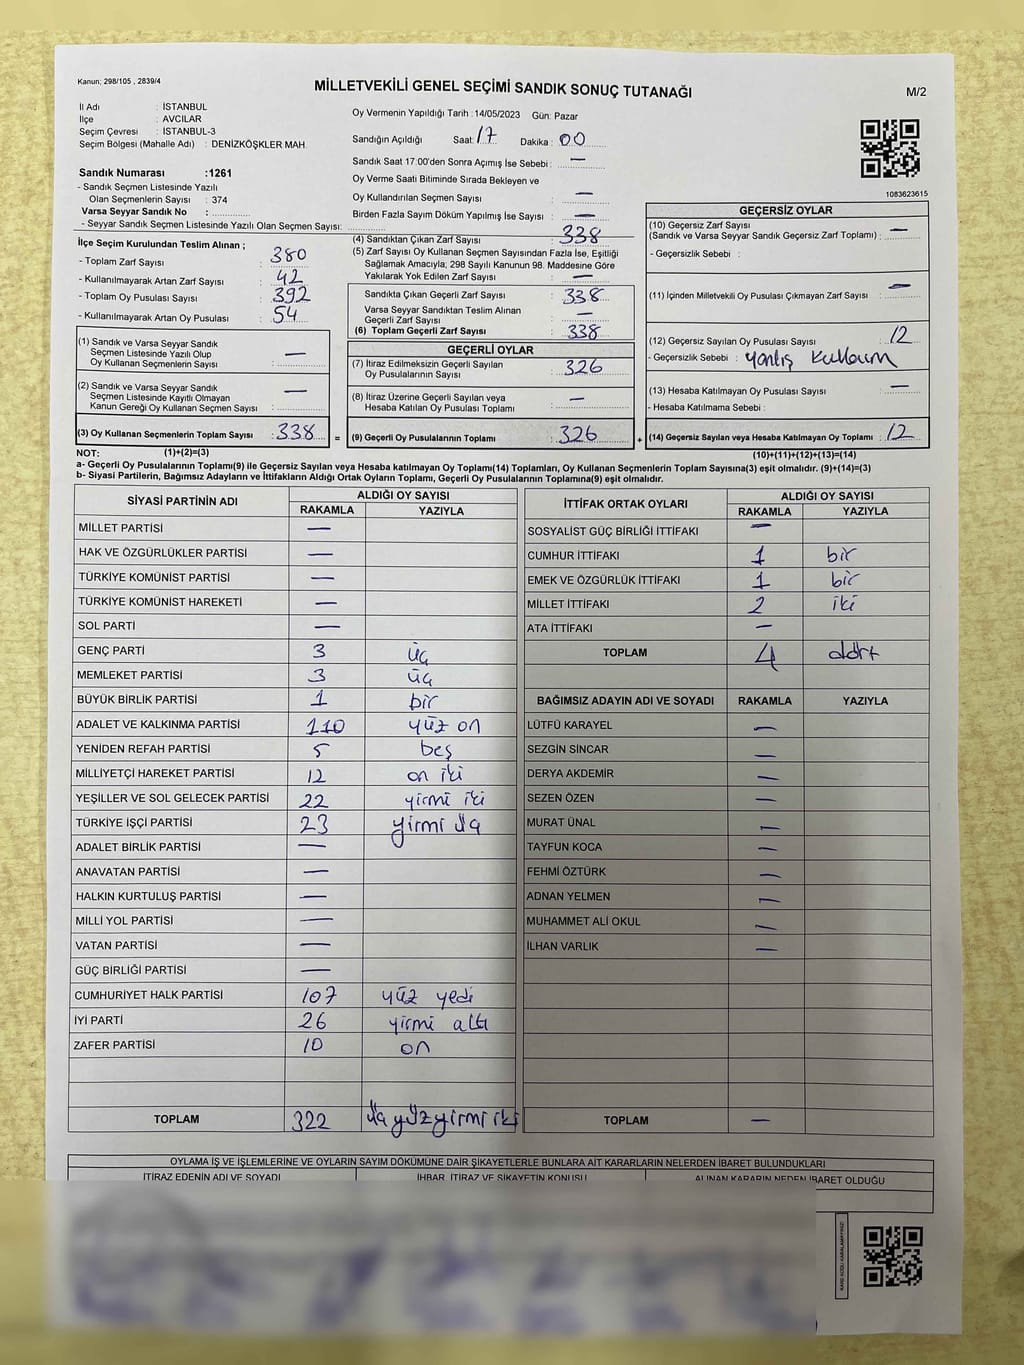 Kanun; 298/105 , 2839/4
MİLLETVEKİLİ GENEL SEÇİMİ SANDIK SONUÇ TUTANAĞI
M/2
İl Adı : İSTANBUL
İlçe : AVCILAR
Seçim Çevresi : İSTANBUL-3
Seçim Bölgesi (Mahalle Adı) : DENİZKÖŞKLER MAH.
Sandık Numarası :1261
- Sandık Seçmen Listesinde Yazılı
Olan Seçmenlerin Sayısı : 374
Varsa Seyyar Sandık No :
- Seyyar Sandık Seçmen Listesinde Yazılı Olan Seçmen Sayısı:
Oy Vermenin Yapıldığı Tarih :14/05/2023 Gün: Pazar
Sandığın Açıldığı Saat: 17 Dakika : 00
Sandık Saat 17:00'den Sonra Açımış İse Sebebi : —
Oy Verme Saati Bitiminde Sırada Bekleyen ve
Oy Kullandırılan Seçmen Sayısı : —
Birden Fazla Sayım Döküm Yapılmış İse Sayısı : —
1083623615
İlçe Seçim Kurulundan Teslim Alınan ;
- Toplam Zarf Sayısı : 380
- Kullanılmayarak Artan Zarf Sayısı : 42
- Toplam Oy Pusulası Sayısı : 392
- Kullanılmayarak Artan Oy Pusulası : 54
(1) Sandık ve Varsa Seyyar Sandık
Seçmen Listesinde Yazılı Olup
Oy Kullanan Seçmenlerin Sayısı : —
(2) Sandık ve Varsa Seyyar Sandık
Seçmen Listesinde Kayıtlı Olmayan
Kanun Gereği Oy Kullanan Seçmen Sayısı : —
(3) Oy Kullanan Seçmenlerin Toplam Sayısı : 338 =
(4) Sandıktan Çıkan Zarf Sayısı : 338
(5) Zarf Sayısı Oy Kullanan Seçmen Sayısından Fazla İse, Eşitliği
Sağlamak Amacıyla; 298 Sayılı Kanunun 98. Maddesine Göre
Yakılarak Yok Edilen Zarf Sayısı : —
Sandıkta Çıkan Geçerli Zarf Sayısı : 338
Varsa Seyyar Sandıktan Teslim Alınan
Geçerli Zarf Sayısı : —
(6) Toplam Geçerli Zarf Sayısı : 338
GEÇERLİ OYLAR
(7) İtiraz Edilmeksizin Geçerli Sayılan
Oy Pusulalarının Sayısı : 326
(8) İtiraz Üzerine Geçerli Sayılan veya
Hesaba Katılan Oy Pusulası Toplamı : —
(9) Geçerli Oy Pusulalarının Toplamı : 326 +
GEÇERSİZ OYLAR
(10) Geçersiz Zarf Sayısı
(Sandık ve Varsa Seyyar Sandık Geçersiz Zarf Toplamı) : —
- Geçersizlik Sebebi :
(11) İçinden Milletvekili Oy Pusulası Çıkmayan Zarf Sayısı : —
(12) Geçersiz Sayılan Oy Pusulası Sayısı : 12
- Geçersizlik Sebebi : yanlış kullanım
(13) Hesaba Katılmayan Oy Pusulası Sayısı : —
- Hesaba Katılmama Sebebi :
(14) Geçersiz Sayılan veya Hesaba Katılmayan Oy Toplamı : 12
NOT: (1)+(2)=(3) (10)+(11)+(12)+(13)=(14)
a- Geçerli Oy Pusulalarının Toplamı(9) ile Geçersiz Sayılan veya Hesaba katılmayan Oy Toplamı(14) Toplamları, Oy Kullanan Seçmenlerin Toplam Sayısına(3) eşit olmalıdır. (9)+(14)=(3)
b- Siyasi Partilerin, Bağımsız Adayların ve İttifakların Aldığı Ortak Oyların Toplamı, Geçerli Oy Pusulalarının Toplamına(9) eşit olmalıdır.
SİYASİ PARTİNİN ADI ALDIĞI OY SAYISI
RAKAMLA YAZIYLA
MİLLET PARTİSİ —
HAK VE ÖZGÜRLÜKLER PARTİSİ —
TÜRKİYE KOMÜNİST PARTİSİ —
TÜRKİYE KOMÜNİST HAREKETİ —
SOL PARTİ —
GENÇ PARTİ 3 üç
MEMLEKET PARTİSİ 3 üç
BÜYÜK BİRLİK PARTİSİ 1 bir
ADALET VE KALKINMA PARTİSİ 110 yüz on
YENİDEN REFAH PARTİSİ 5 beş
MİLLİYETÇİ HAREKET PARTİSİ 12 on iki
YEŞİLLER VE SOL GELECEK PARTİSİ 22 yirmi iki
TÜRKİYE İŞÇİ PARTİSİ 23 yirmi üç
ADALET BİRLİK PARTİSİ —
ANAVATAN PARTİSİ —
HALKIN KURTULUŞ PARTİSİ —
MİLLİ YOL PARTİSİ —
VATAN PARTİSİ —
GÜÇ BİRLİĞİ PARTİSİ —
CUMHURİYET HALK PARTİSİ 107 yüz yedi
İYİ PARTİ 26 yirmi altı
ZAFER PARTİSİ 10 on
TOPLAM 322 üç yüz yirmi iki
İTTİFAK ORTAK OYLARI ALDIĞI OY SAYISI
RAKAMLA YAZIYLA
SOSYALİST GÜÇ BİRLİĞİ İTTİFAKI —
CUMHUR İTTİFAKI 1 bir
EMEK VE ÖZGÜRLÜK İTTİFAKI 1 bir
MİLLET İTTİFAKI 2 iki
ATA İTTİFAKI —
TOPLAM 4 dört
BAĞIMSIZ ADAYIN ADI VE SOYADI RAKAMLA YAZIYLA
LÜTFÜ KARAYEL —
SEZGİN SİNCAR —
DERYA AKDEMİR —
SEZEN ÖZEN —
MURAT ÜNAL —
TAYFUN KOCA —
FEHMİ ÖZTÜRK —
ADNAN YELMEN —
MUHAMMET ALİ OKUL —
İLHAN VARLIK —
TOPLAM —
OYLAMA İŞ VE İŞLEMLERİNE VE OYLARIN SAYIM DÖKÜMÜNE DAİR ŞİKAYETLERLE BUNLARA AİT KARARLARIN NELERDEN İBARET BULUNDUKLARI
İTİRAZ EDENİN ADI VE SOYADI İHBAR, İTİRAZ VE ŞİKAYETİN KONUSU ALINAN KARARIN NEDEN İBARET OLDUĞU
KARE KODU KARALAMAYINIZ!